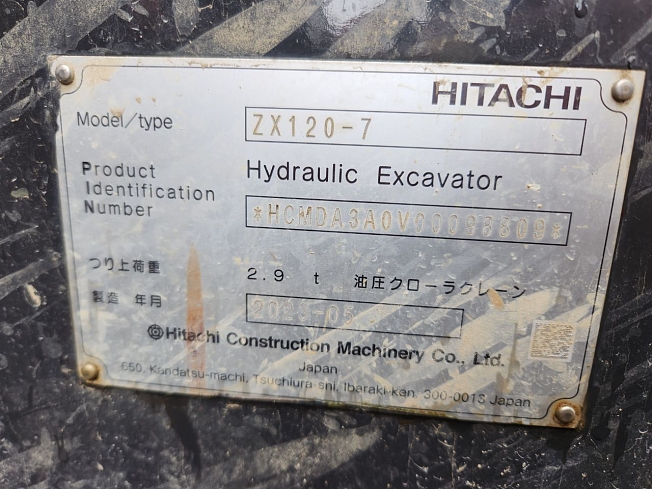 HITACHI
Model/type ZX120-7
Product Identification Number
Hydraulic Excavator
つり上荷重 2.9 t 油圧クローラクレーン
製造 年月
Hitachi Construction Machinery Co., Ltd.
Japan
650, Kandatsu-machi, Tsuchiura-shi, Ibaraki-ken, 300-0013 Japan